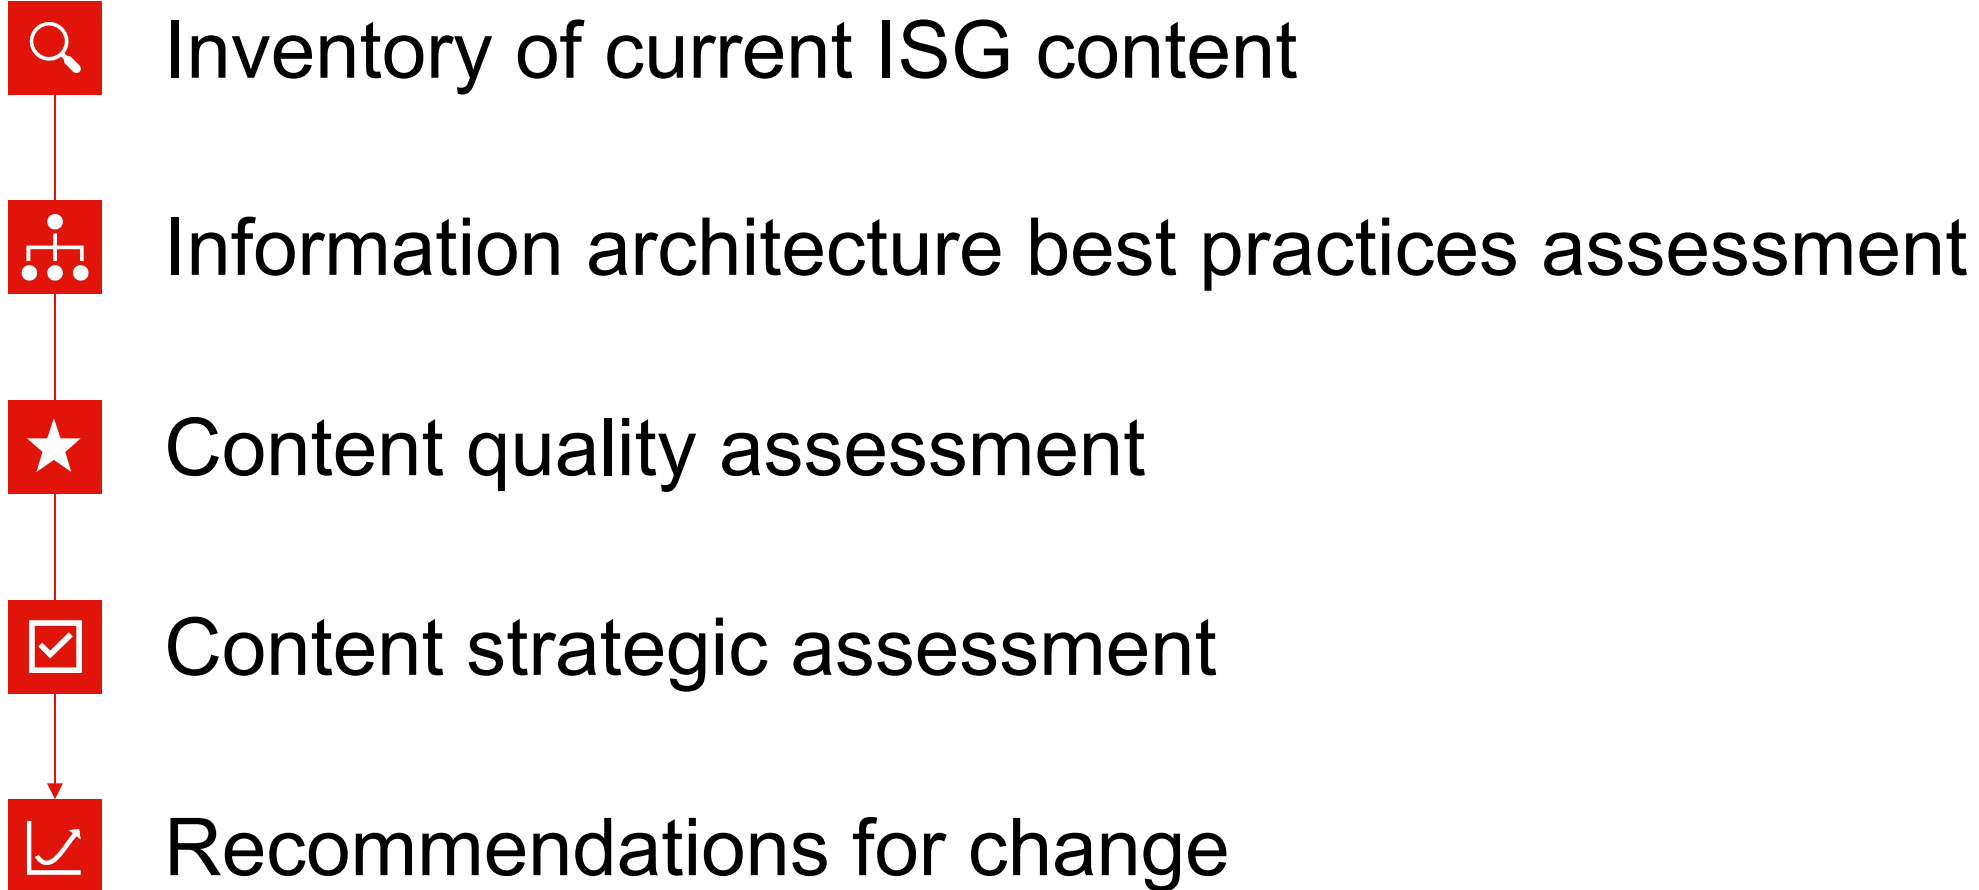 Inventory of current ISG content
Information architecture best practices assessment
Content quality assessment
Content strategic assessment
Recommendations for change